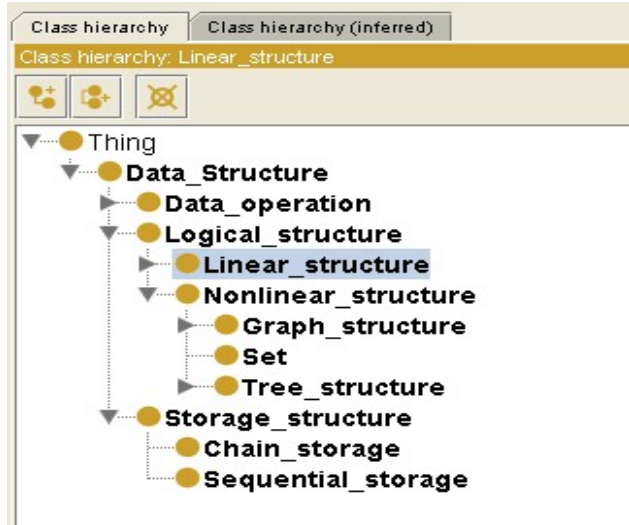 Class hierarchy Class hierarchy (inferred)
Class hierarchy: Linear_structure
Thing
Data_Structure
Data_operation
Logical_structure
Linear_structure
Nonlinear_structure
Graph_structure
Set
Tree_structure
Storage_structure
Chain_storage
Sequential_storage